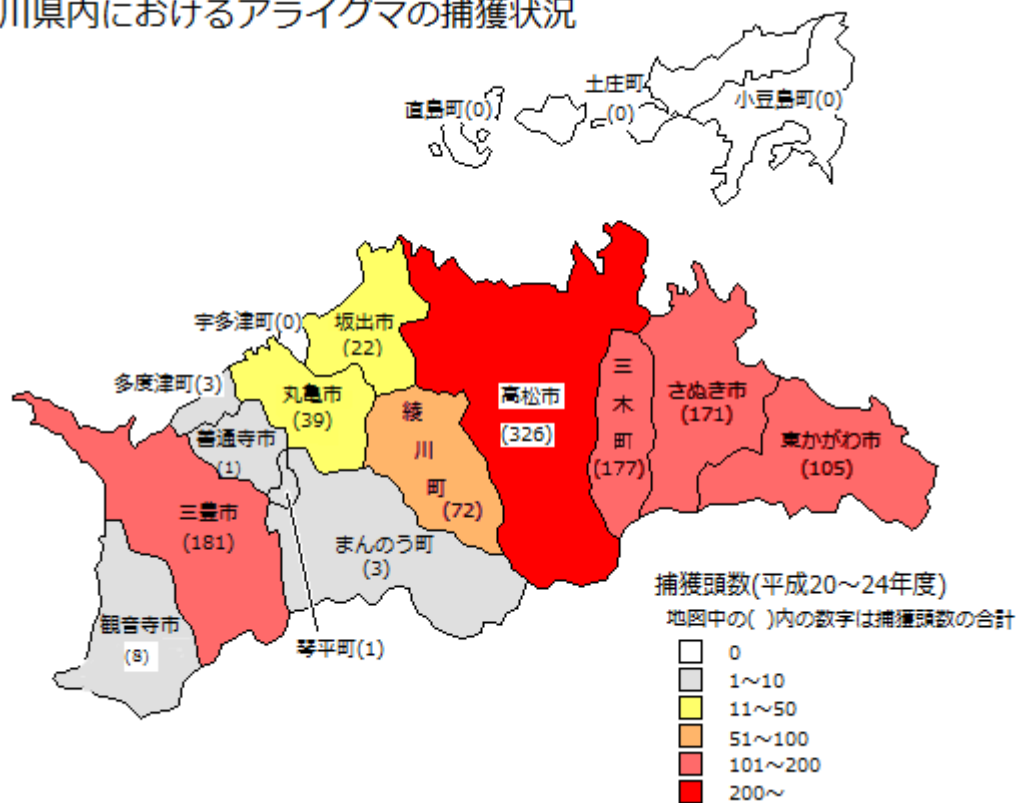 川県内におけるアライグマの捕獲状況
土庄町
(0)
直島町(0)
小豆島町(0)
宇多津町(0)
坂出市
(22)
多度津町(3)
丸亀市
(39)
綾川町
(72)
高松市
(326)
三木町
(177)
さぬき市
(171)
東かがわ市
(105)
善通寺市
(1)
三豊市
(181)
まんのう町
(3)
観音寺市
(8)
琴平町(1)
捕獲頭数(平成20～24年度)
地図中の( )内の数字は捕獲頭数の合計
0
1～10
11～50
51～100
101～200
200～